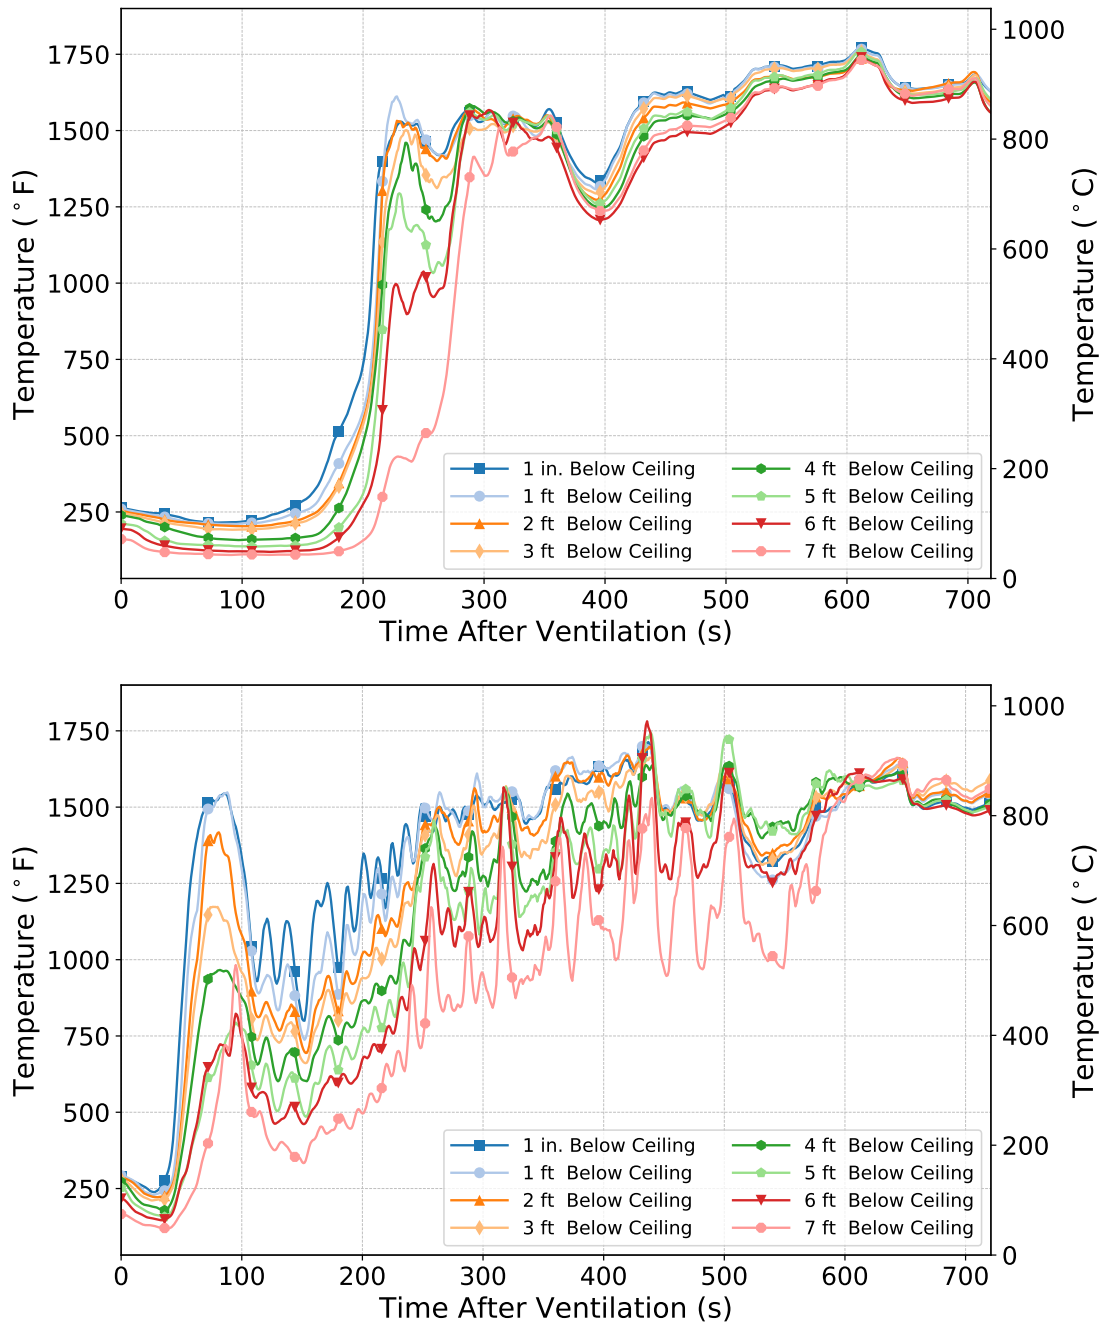 1750
1500
1250
1000
750
500
250
Temperature (°F)
1000
800
600
400
200
0
Temperature (°C)
1 in. Below Ceiling
1 ft Below Ceiling
2 ft Below Ceiling
3 ft Below Ceiling
4 ft Below Ceiling
5 ft Below Ceiling
6 ft Below Ceiling
7 ft Below Ceiling
0 100 200 300 400 500 600 700
Time After Ventilation (s)
1750
1500
1250
1000
750
500
250
Temperature (°F)
1000
800
600
400
200
0
Temperature (°C)
1 in. Below Ceiling
1 ft Below Ceiling
2 ft Below Ceiling
3 ft Below Ceiling
4 ft Below Ceiling
5 ft Below Ceiling
6 ft Below Ceiling
7 ft Below Ceiling
0 100 200 300 400 500 600 700
Time After Ventilation (s)